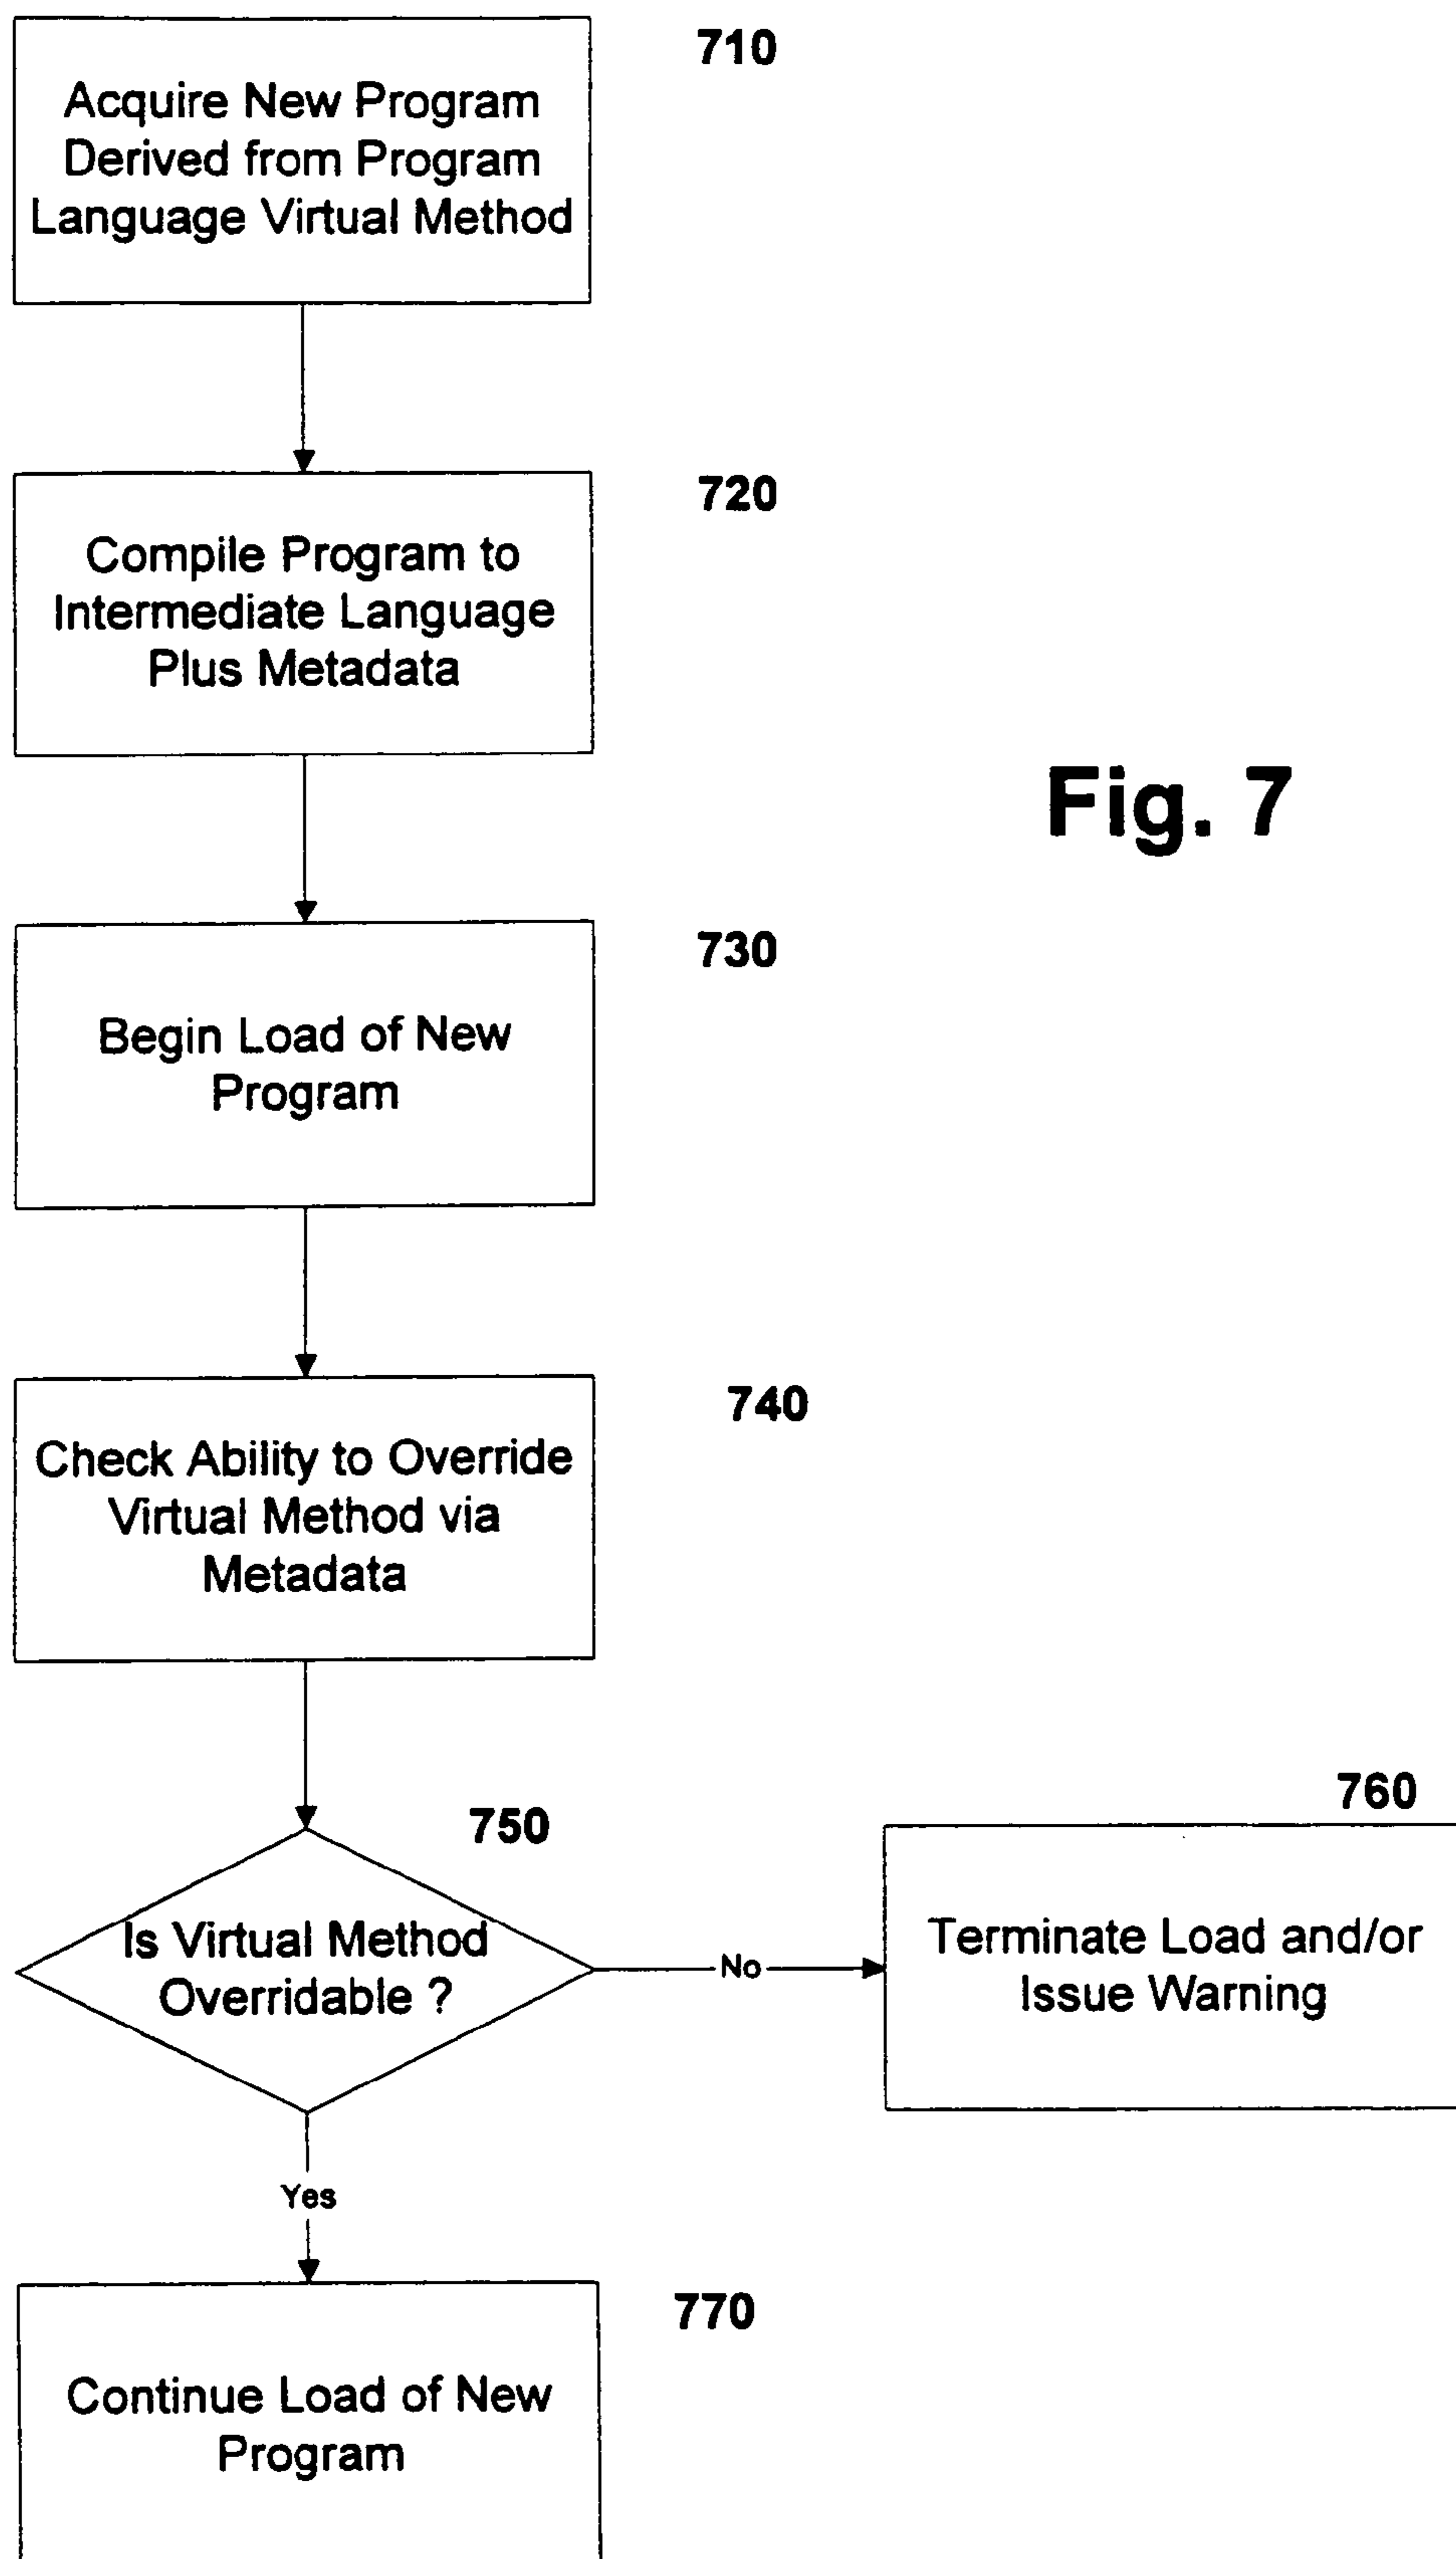 710
Acquire New Program
Derived from Program
Language Virtual Method
720
Compile Program to
Intermediate Language
Plus Metadata
Fig. 7
730
Begin Load of New
Program
740
Check Ability to Override
Virtual Method via
Metadata
750
Is Virtual Method
Overridable ?
No
760
Terminate Load and/or
Issue Warning
Yes
770
Continue Load of New
Program